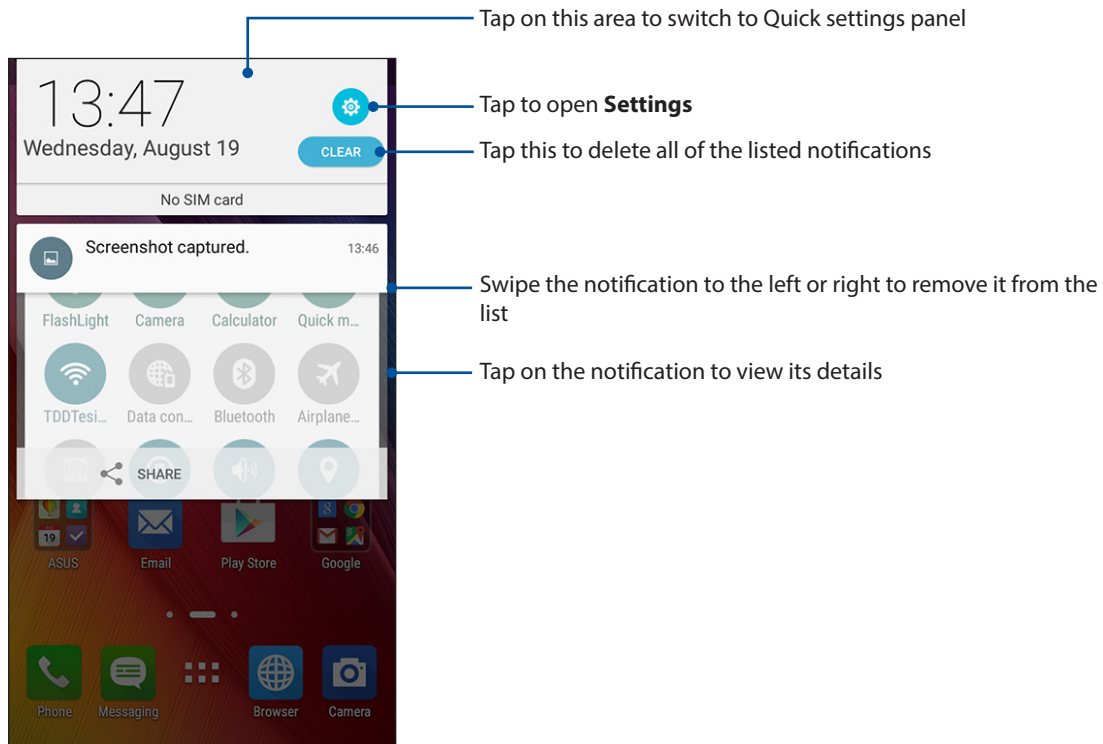 Tap on this area to switch to Quick settings panel
13:47
Tap to open Settings
Wednesday, August 19
CLEAR
Tap this to delete all of the listed notifications
No SIM card
Screenshot captured.
13:46
Swipe the notification to the left or right to remove it from the
list
FlashLight Camera Calculator Quick m...
Tap on the notification to view its details
TDDTesi... Data con... Bluetooth Airplane...
SHARE
19
8
ASUS Email Play Store Google
Phone Messaging Browser Camera